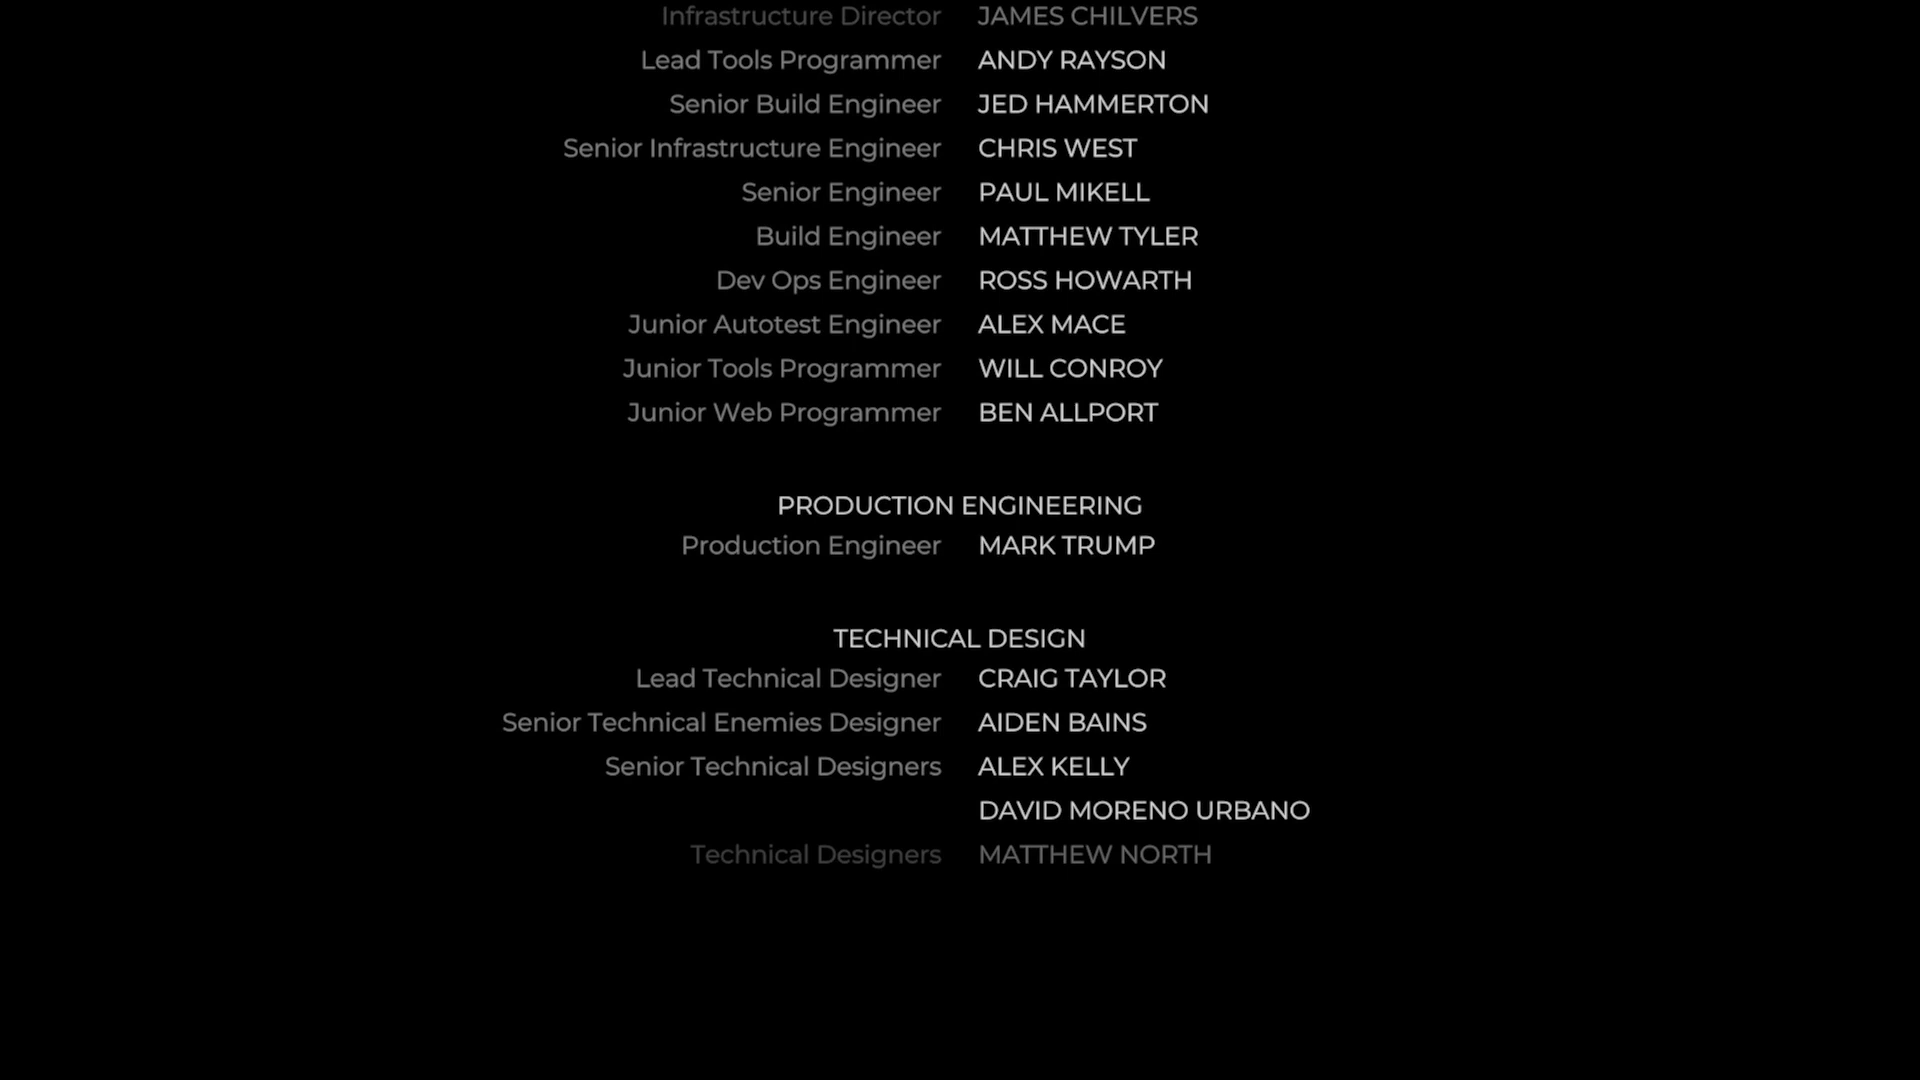 Infrastructure Director JAMES CHILVERS
Lead Tools Programmer ANDY RAYSON
Senior Build Engineer JED HAMMERTON
Senior Infrastructure Engineer CHRIS WEST
Senior Engineer PAUL MIKELL
Build Engineer MATTHEW TYLER
Dev Ops Engineer ROSS HOWARTH
Junior Autotest Engineer ALEX MACE
Junior Tools Programmer WILL CONROY
Junior Web Programmer BEN ALLPORT
PRODUCTION ENGINEERING
Production Engineer MARK TRUMP
TECHNICAL DESIGN
Lead Technical Designer CRAIG TAYLOR
Senior Technical Enemies Designer AIDEN BAINS
Senior Technical Designers ALEX KELLY
DAVID MORENO URBANO
Technical Designers MATTHEW NORTH